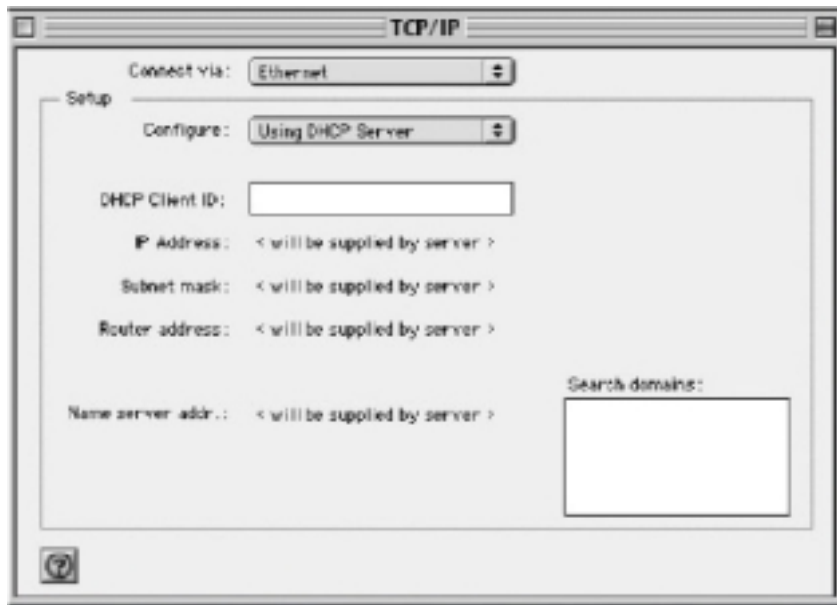 TCP/IP
Connect via: Ethernet
Setup
Configure: Using DHCP Server
DHCP Client ID:
IP Address: < will be supplied by server >
Subnet mask: < will be supplied by server >
Router address: < will be supplied by server >
Search domains:
Name server addr.: < will be supplied by server >
?